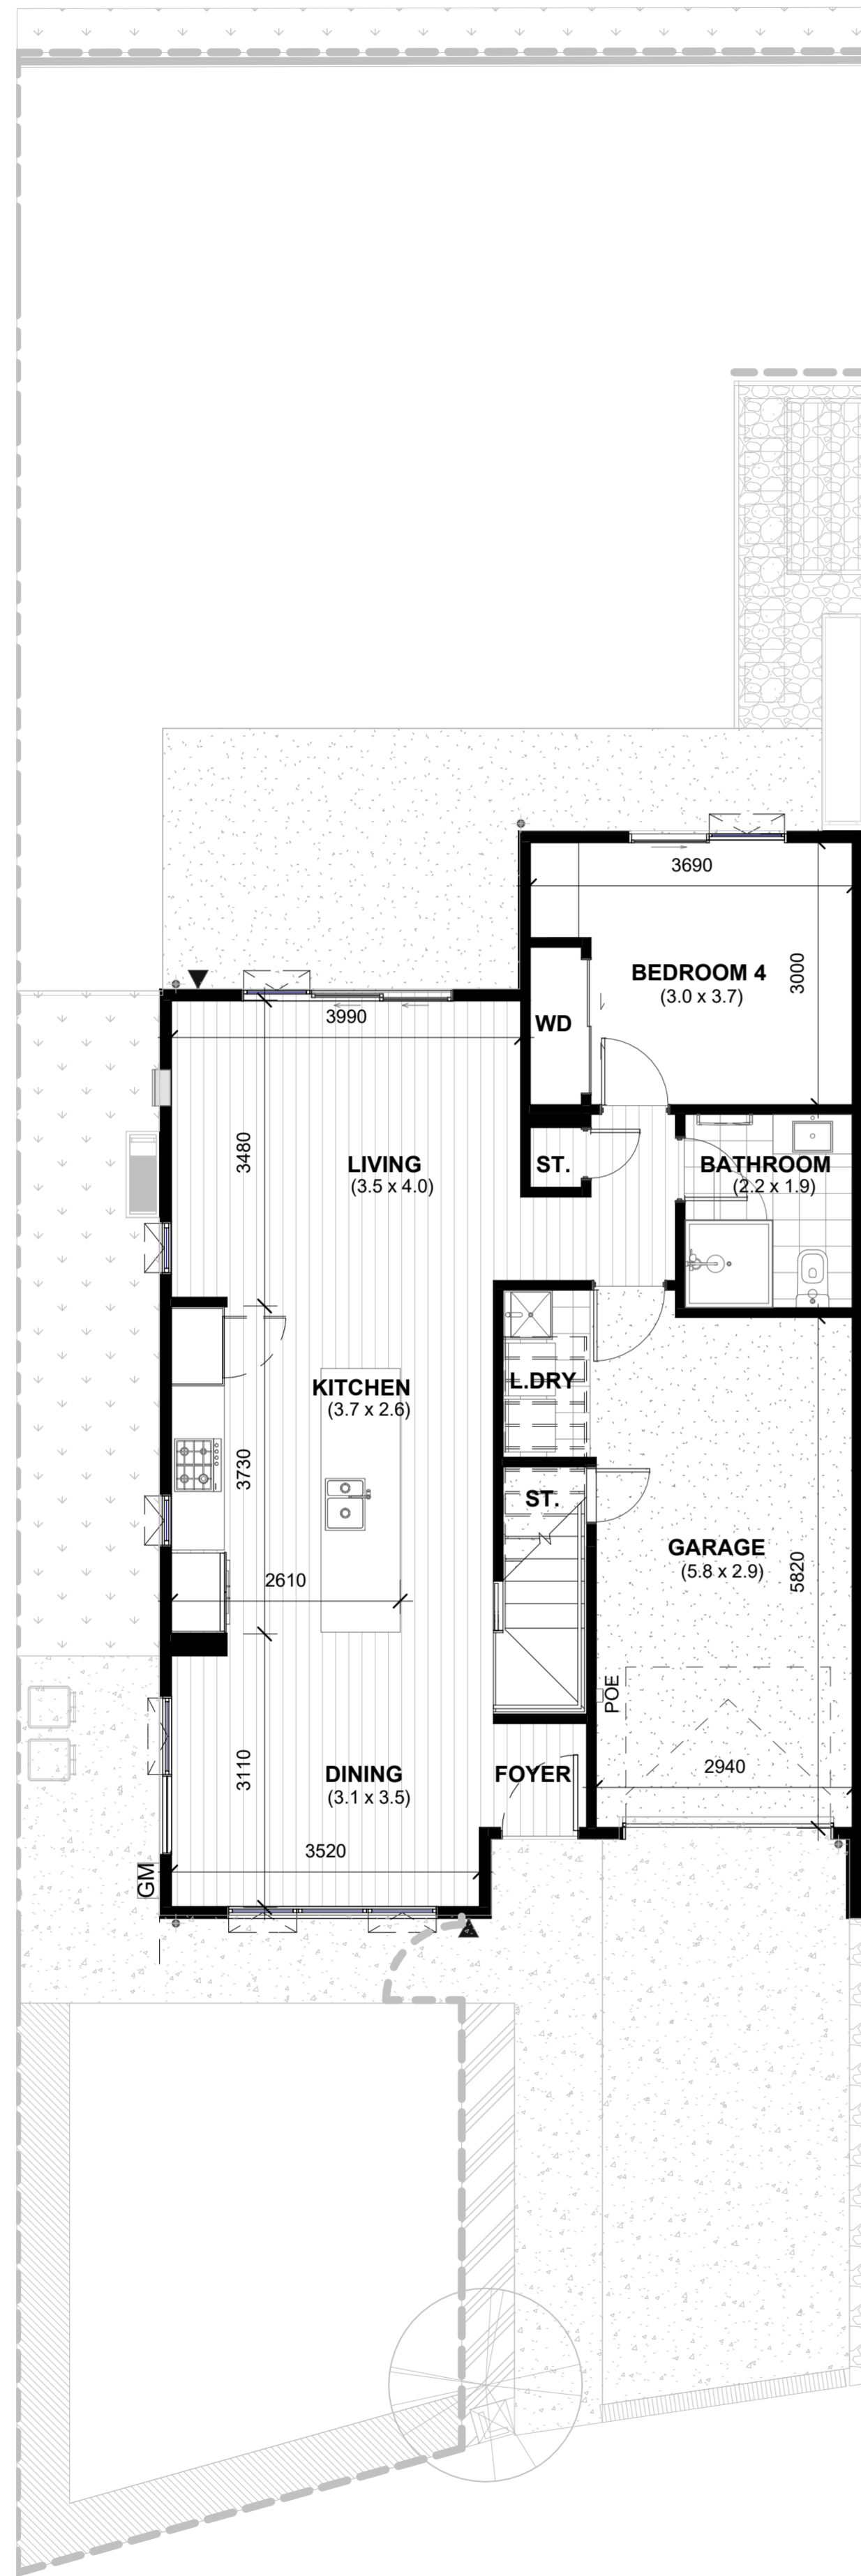 3690
BEDROOM 4
(3.0 x 3.7)
3000
WD
3990
3480
LIVING
(3.5 x 4.0)
ST.
BATHROOM
(2.2 x 1.9)
KITCHEN
(3.7 x 2.6)
L.DRY
3730
ST.
GARAGE
(5.8 x 2.9)
5820
2610
POE
3110
DINING
(3.1 x 3.5)
FOYER
2940
3520
GM